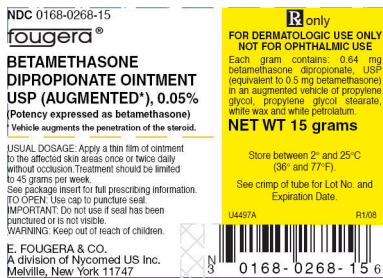 NDC 0168-0268-15
fougera®
BETAMETHASONE
DIPROPIONATE OINTMENT
USP (AUGMENTED*), 0.05%
(Potency expressed as betamethasone)
* Vehicle augments the penetration of the steroid.
USUAL DOSAGE: Apply a thin film of ointment
to the affected skin areas once or twice daily
without occlusion. Treatment should be limited
to 45 grams per week.
See package insert for full prescribing information.
TO OPEN: Use cap to puncture seal.
IMPORTANT: Do not use if seal has been
punctured or is not visible.
WARNING: Keep out of reach of children.
E. FOUGERA & CO.
A division of Nycomed US Inc.
Melville, New York 11747
Rx only
FOR DERMATOLOGIC USE ONLY
NOT FOR OPHTHALMIC USE
Each gram contains: 0.64 mg
betamethasone dipropionate, USP
(equivalent to 0.5 mg betamethasone)
in an augmented vehicle of propylene
glycol, propylene glycol stearate,
white wax and white petrolatum.
NET WT 15 grams
Store between 2° and 25°C
(36° and 77°F).
See crimp of tube for Lot No. and
Expiration Date.
U4497A R1/08
N
3 0168-0268-15 6